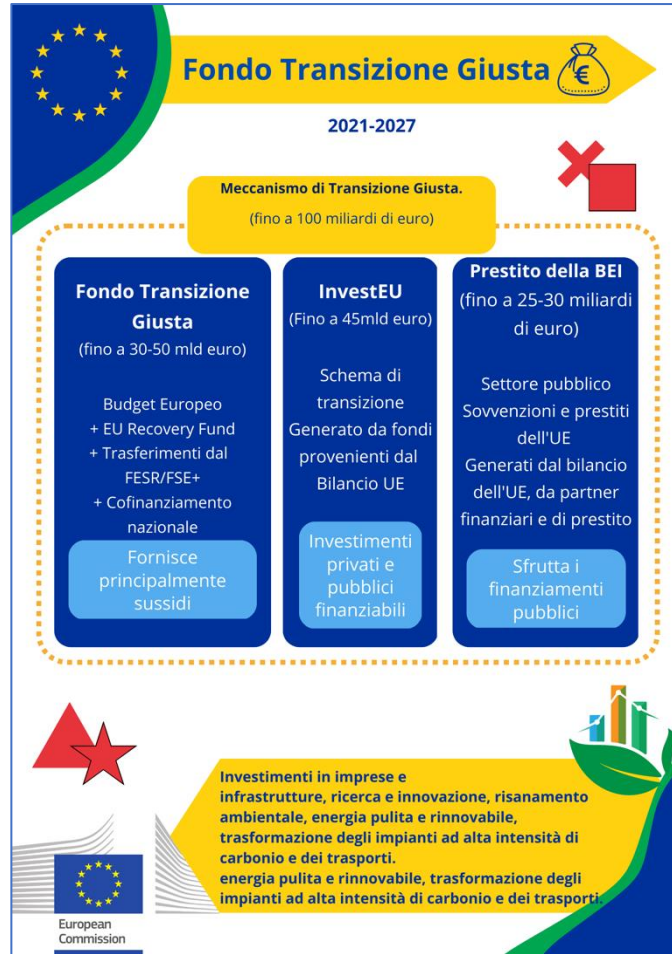 Fondo Transizione Giusta
€
2021-2027
Meccanismo di Transizione Giusta.
(fino a 100 miliardi di euro)
Fondo Transizione
Giusta
(fino a 30-50 mld euro)
Budget Europeo
+ EU Recovery Fund
+ Trasferimenti dal
FESR/FSE+
+ Cofinanziamento
nazionale
Fornisce
principalmente
sussidi
InvestEU
(Fino a 45mld euro)
Schema di
transizione
Generato da fondi
provenienti dal
Bilancio UE
Investimenti
privati e
pubblici
finanziabili
Prestito della BEI
(fino a 25-30 miliardi
di euro)
Settore pubblico
Sovvenzioni e prestiti
dell'UE
Generati dal bilancio
dell'UE, da partner
finanziari e di prestito
Sfrutta i
finanziamenti
pubblici
Investimenti in imprese e
infrastrutture, ricerca e innovazione, risanamento
ambientale, energia pulita e rinnovabile,
trasformazione degli impianti ad alta intensità di
carbonio e dei trasporti.
energia pulita e rinnovabile, trasformazione degli
impianti ad alta intensità di carbonio e dei trasporti.
European
Commission